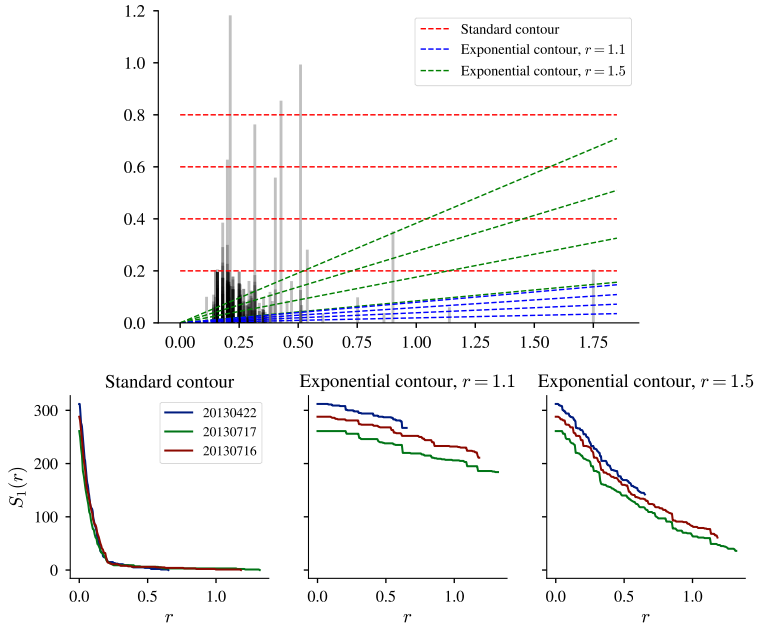 1.2
1.0
0.8
0.6
0.4
0.2
0.0
Standard contour
Exponential contour, r = 1.1
Exponential contour, r = 1.5
0.00 0.25 0.50 0.75 1.00 1.25 1.50 1.75
Standard contour
Exponential contour, r = 1.1
Exponential contour, r = 1.5
300
200
100
0
S₁(r)
20130422
20130717
20130716
0.0 0.5 1.0
0.0 0.5 1.0
0.0 0.5 1.0
r
r
r